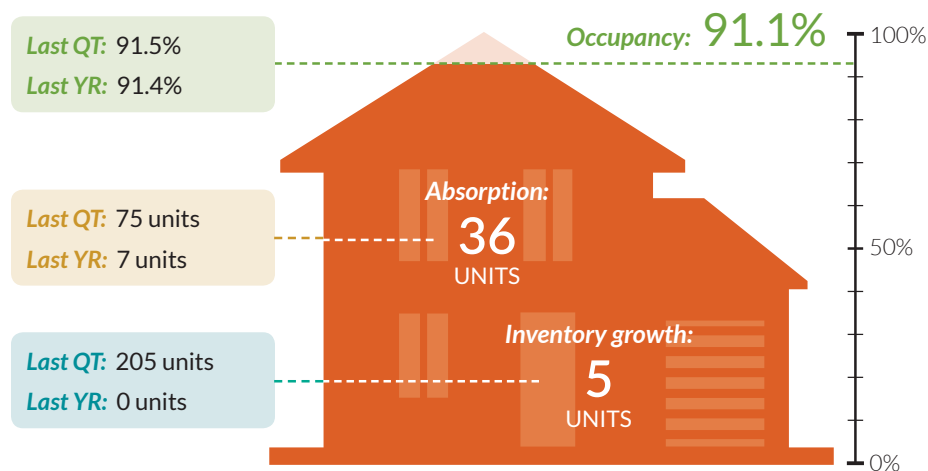 Last QT: 91.5%
Last YR: 91.4%
Occupancy: 91.1%
100%
Last QT: 75 units
Last YR: 7 units
Absorption:
36
UNITS
50%
Last QT: 205 units
Last YR: 0 units
Inventory growth:
5
UNITS
0%